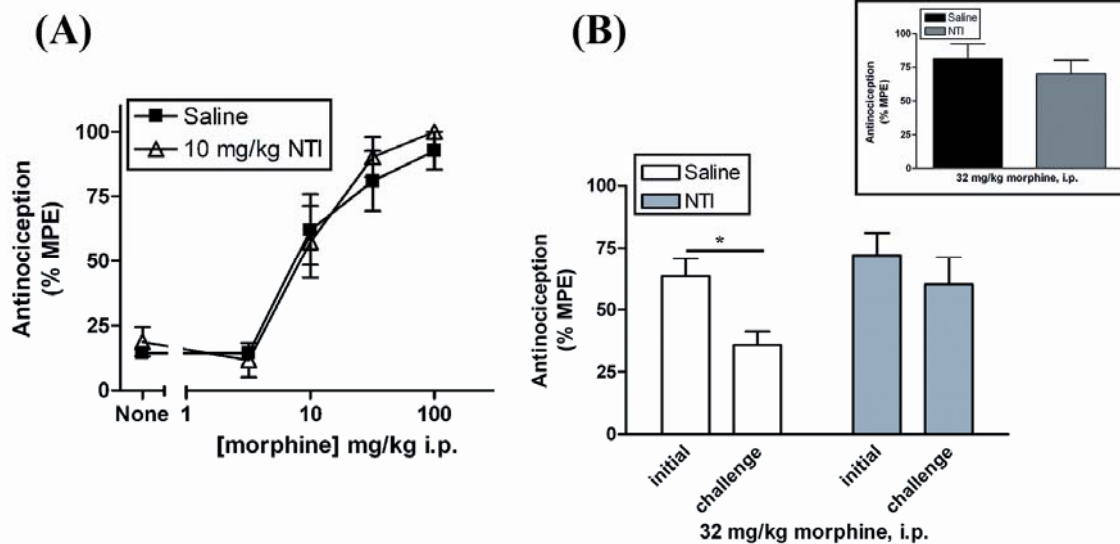 (A)
Saline
10 mg/kg NTI
100
75
50
25
0
Antinociception
(% MPE)
None
1
10
100
[morphine] mg/kg i.p.
(B)
Saline
NTI
100
75
50
25
0
Antinociception
(% MPE)
32 mg/kg morphine, i.p.
Saline
NTI
100
75
50
25
0
Antinociception
(% MPE)
*
initial
challenge
initial
challenge
32 mg/kg morphine, i.p.